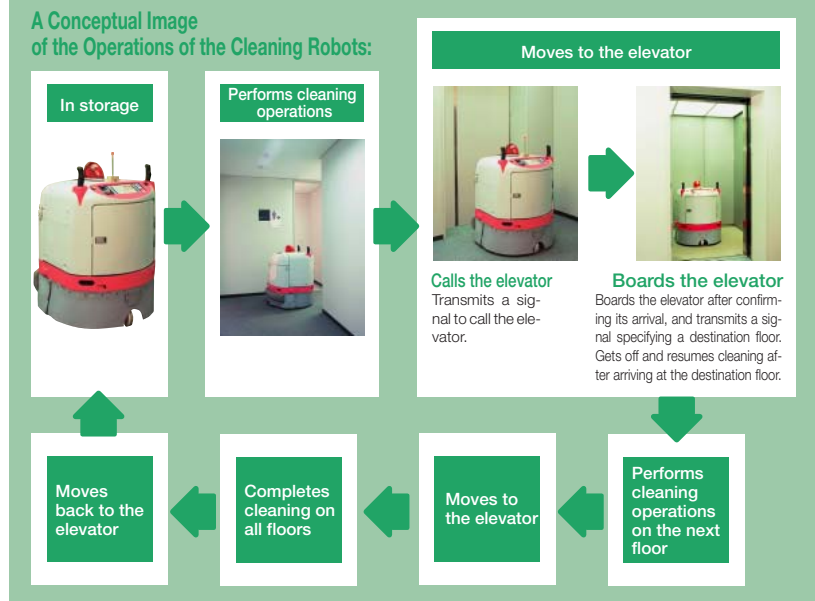 A Conceptual Image
of the Operations of the Cleaning Robots:
In storage
Performs cleaning
operations
Moves to the elevator
Calls the elevator
Transmits a sig-
nal to call the ele-
vator.
Boards the elevator
Boards the elevator after confirm-
ing its arrival, and transmits a sig-
nal specifying a destination floor.
Gets off and resumes cleaning af-
ter arriving at the destination floor.
Performs
cleaning
operations
on the next
floor
Moves to
the elevator
Completes
cleaning on
all floors
Moves
back to the
elevator